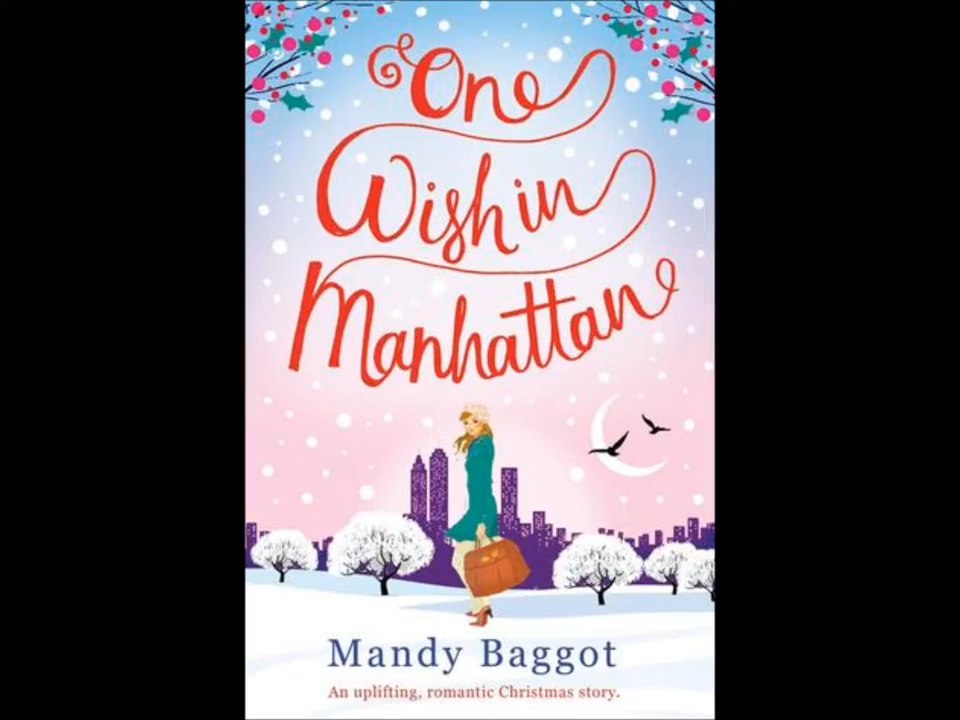 One
Wish in
Manhattan
Mandy Baggot
An uplifting, romantic Christmas story.